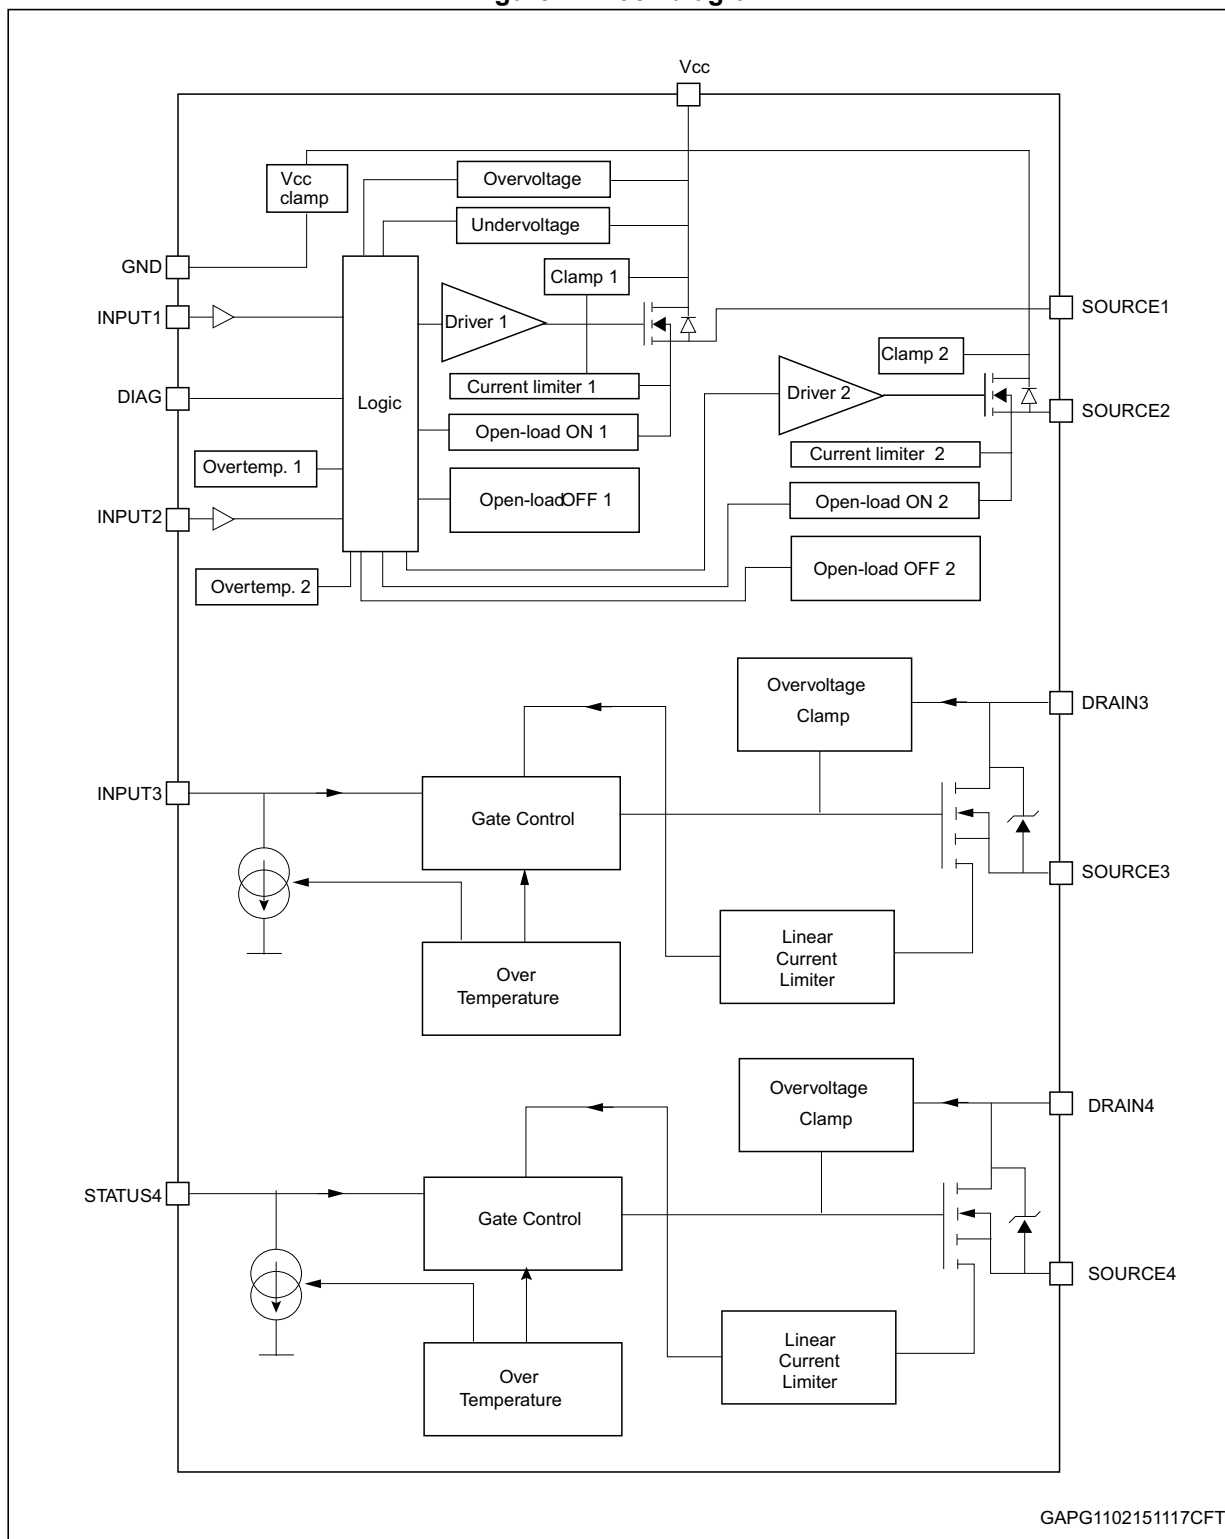 Vcc
Vcc
clamp
Overvoltage
Undervoltage
GND
Clamp 1
INPUT1
Driver 1
SOURCE1
Clamp 2
Current limiter 1
Driver 2
DIAG
Logic
SOURCE2
Open-load ON 1
Current limiter 2
Overtemp. 1
Open-load OFF 1
Open-load ON 2
INPUT2
Open-load OFF 2
Overtemp. 2
Overvoltage
Clamp
DRAIN3
INPUT3
Gate Control
SOURCE3
Linear
Current
Limiter
Over
Temperature
Overvoltage
Clamp
DRAIN4
STATUS4
Gate Control
SOURCE4
Linear
Current
Limiter
Over
Temperature
GAPG1102151117CFT